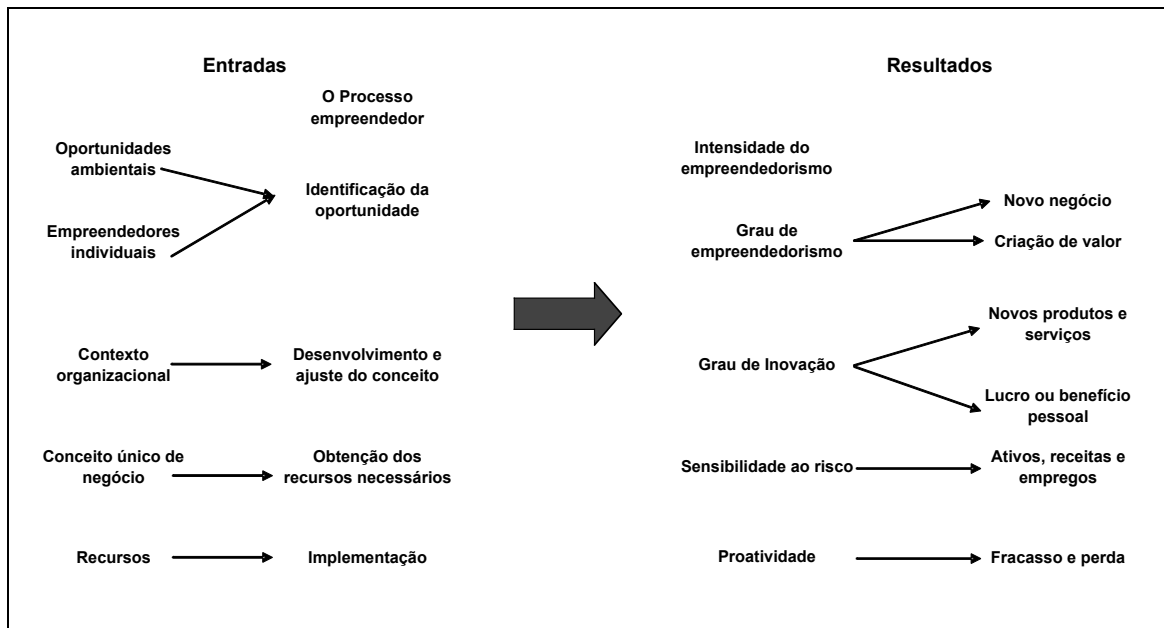 Entradas
O Processo
empreendedor
Oportunidades
ambientais
Identificação da
oportunidade
Empreendedores
individuais
Contexto
organizacional
Desenvolvimento e
ajuste do conceito
Conceito único de
negócio
Obtenção dos
recursos necessários
Recursos
Implementação
Resultados
Intensidade do
empreendedorismo
Grau de
empreendedorismo
Novo negócio
Criação de valor
Grau de Inovação
Novos produtos e
serviços
Lucro ou benefício
pessoal
Sensibilidade ao risco
Ativos, receitas e
empregos
Proatividade
Fracasso e perda